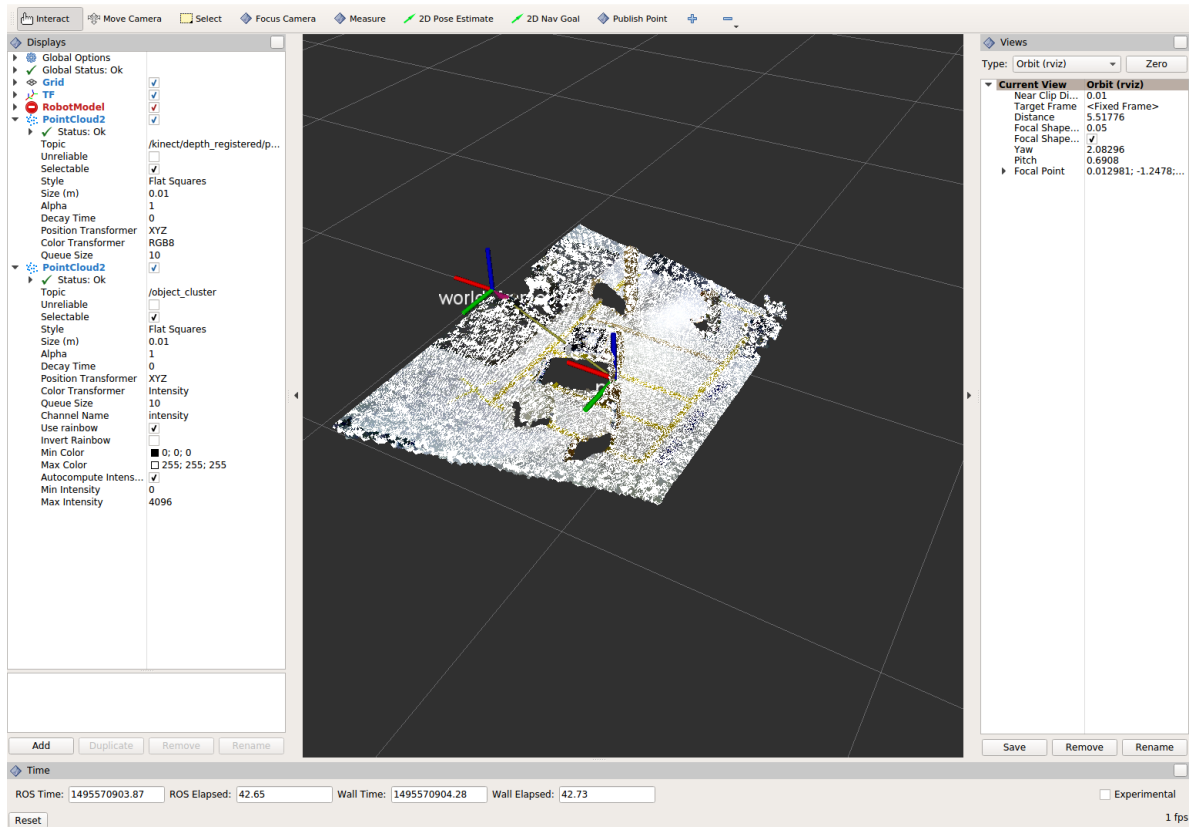 Interact Move Camera Select Focus Camera Measure 2D Pose Estimate 2D Nav Goal Publish Point
Displays
Global Options
Global Status: Ok
Grid
TF
RobotModel
PointCloud2
Status: Ok
Topic /kinect/depth_registered/p...
Unreliable
Selectable
Style Flat Squares
Size (m) 0.01
Alpha 1
Decay Time 0
Position Transformer XYZ
Color Transformer RGB8
Queue Size 10
PointCloud2
Status: Ok
Topic /object_cluster
Unreliable
Selectable
Style Flat Squares
Size (m) 0.01
Alpha 1
Decay Time 0
Position Transformer XYZ
Color Transformer Intensity
Queue Size 10
Channel Name intensity
Use rainbow
Invert Rainbow
Min Color 0; 0; 0
Max Color 255; 255; 255
Autocompute Intens...
Min Intensity 0
Max Intensity 4096
Add Duplicate Remove Rename
world
Views
Type: Orbit (rviz) Zero
Current View Orbit (rviz)
Near Clip Di... 0.01
Target Frame <Fixed Frame>
Distance 5.51776
Focal Shape... 0.05
Focal Shape...
Yaw 2.08296
Pitch 0.6908
Focal Point 0.012981; -1.2478;...
Save Remove Rename
Time
ROS Time: 1495570903.87 ROS Elapsed: 42.65 Wall Time: 1495570904.28 Wall Elapsed: 42.73 Experimental
Reset 1 fps